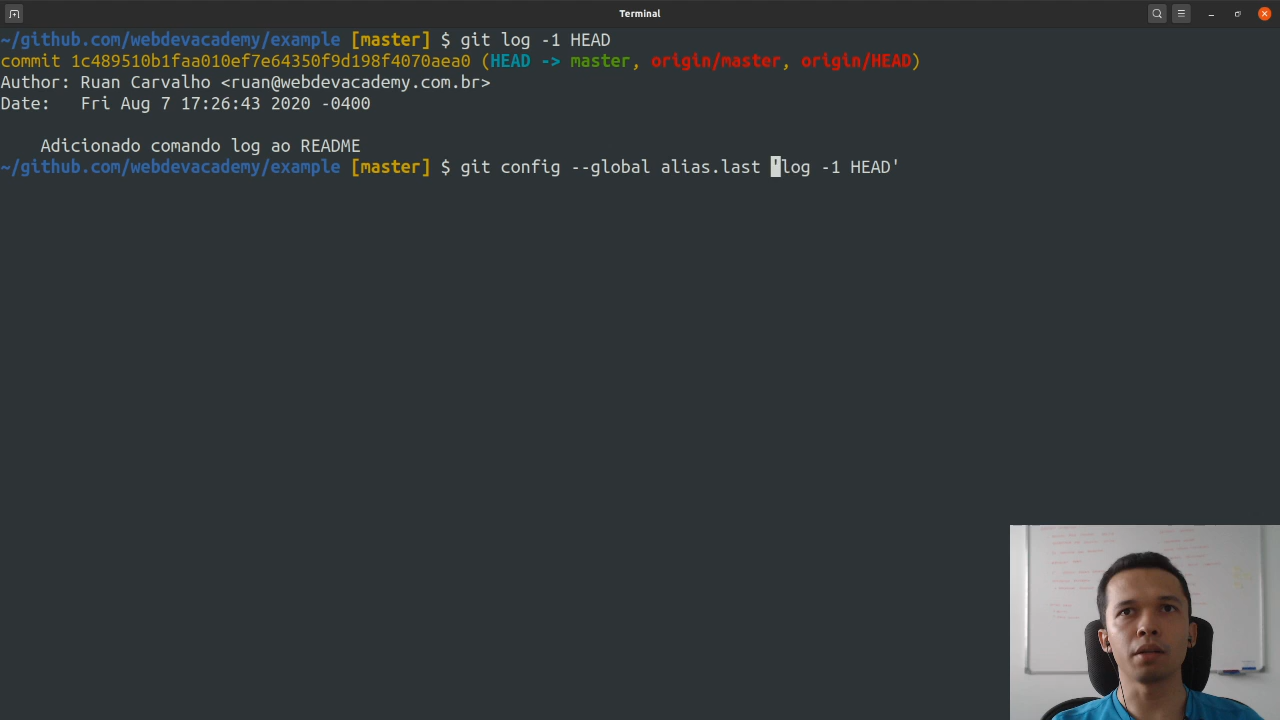 Terminal
~/github.com/webdevacademy/example [master] $ git log -1 HEAD
commit 1c489510b1faa010ef7e64350f9d198f4070aea0 (HEAD -> master, origin/master, origin/HEAD)
Author: Ruan Carvalho <ruan@webdevacademy.com.br>
Date:   Fri Aug 7 17:26:43 2020 -0400
    Adicionado comando log ao README
~/github.com/webdevacademy/example [master] $ git config --global alias.last 'log -1 HEAD'